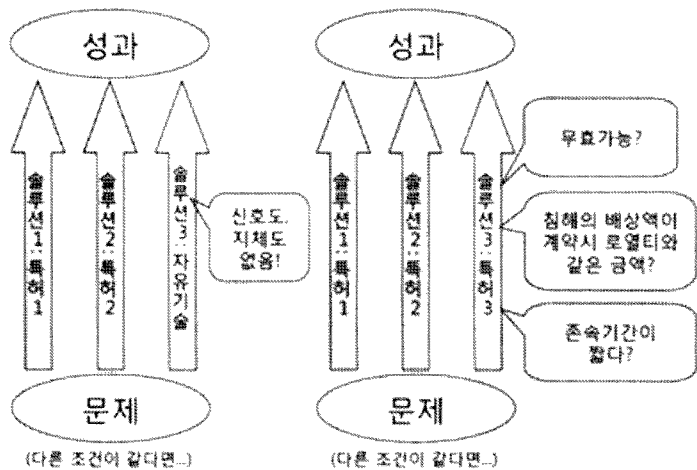 성과
솔루션1:특허1
솔루션2:특허2
솔루션3:자유기술
신호도,
지체도
없음!
문제
(다른 조건이 같다면...)
성과
솔루션1:특허1
솔루션2:특허2
솔루션3:특허3
무효가능?
침해의 배상액이
계약시 로열티와
같은 금액?
존속기간이
짧다?
문제
(다른 조건이 같다면...)